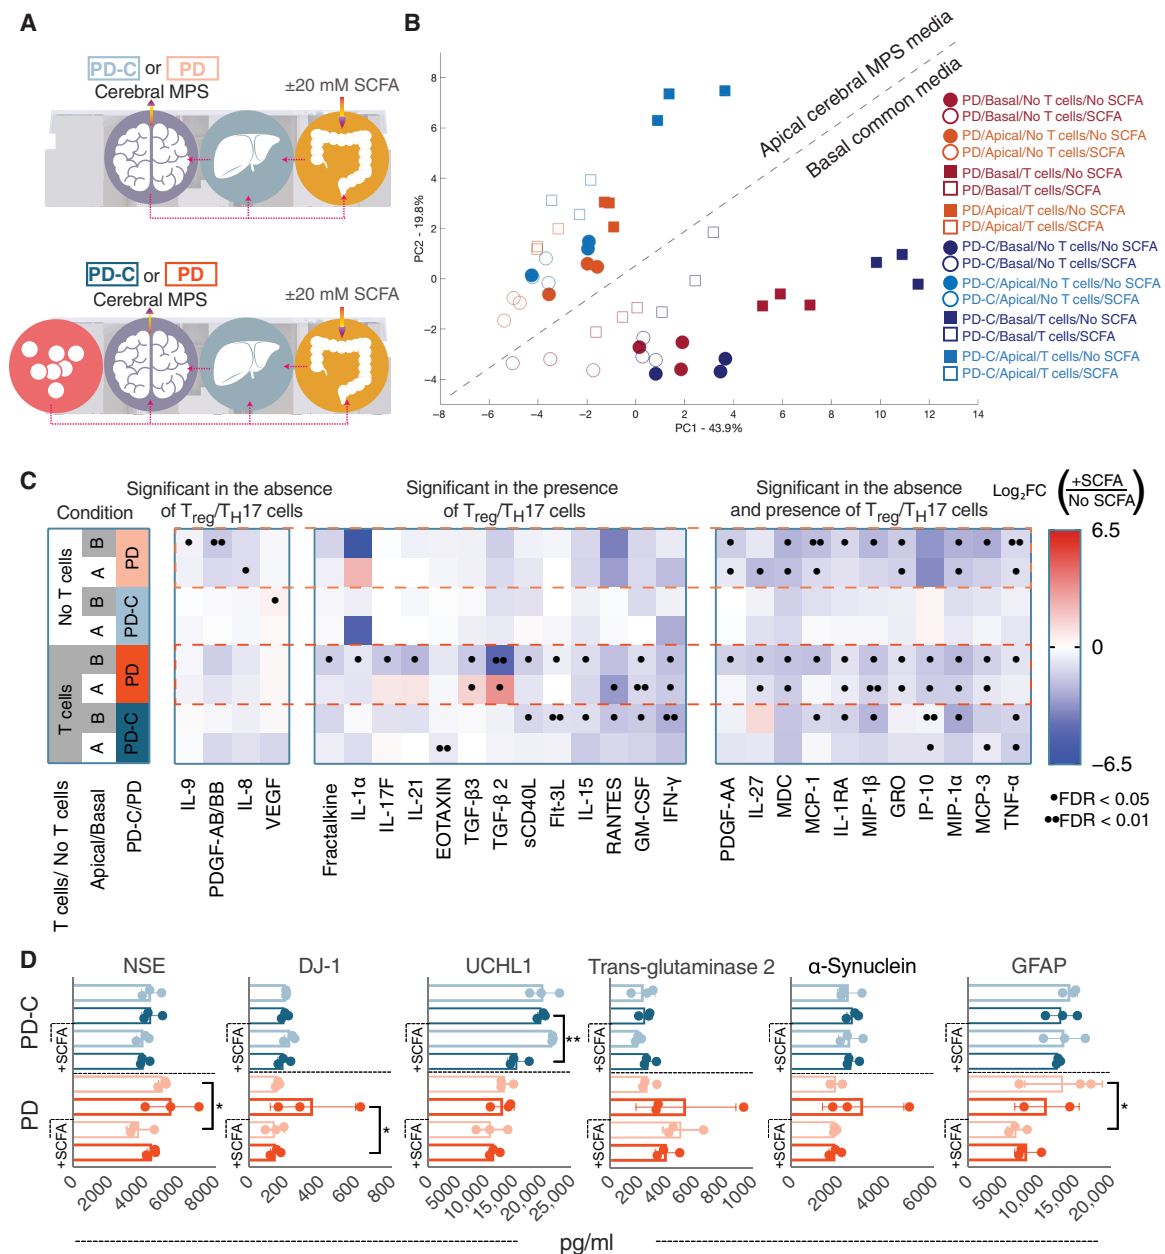 A
PD-C or PD
Cerebral MPS
±20 mM SCFA
PD-C or PD
Cerebral MPS
±20 mM SCFA
B
Apical cerebral MPS media
Basal common media
PC2 - 19.8%
8
6
4
2
0
−2
−4
−8
−6
−4
−2
0
2
4
6
8
10
12
14
PC1 - 43.9%
PD/Basal/No T cells/No SCFA
PD/Basal/No T cells/SCFA
PD/Apical/No T cells/No SCFA
PD/Apical/No T cells/SCFA
PD/Basal/T cells/No SCFA
PD/Basal/T cells/SCFA
PD/Apical/T cells/No SCFA
PD/Apical/T cells/SCFA
PD-C/Basal/No T cells/No SCFA
PD-C/Basal/No T cells/SCFA
PD-C/Apical/No T cells/No SCFA
PD-C/Apical/No T cells/SCFA
PD-C/Basal/T cells/No SCFA
PD-C/Basal/T cells/SCFA
PD-C/Apical/T cells/No SCFA
PD-C/Apical/T cells/SCFA
C
Condition
Significant in the absence
of Treg/TH17 cells
Significant in the presence
of Treg/TH17 cells
Significant in the absence
and presence of Treg/TH17 cells
Log2FC (+SCFA/No SCFA)
No T cells
B
A
PD
B
A
PD-C
T cells
B
A
PD
B
A
PD-C
6.5
0
−6.5
T cells/ No T cells
Apical/Basal
PD-C/PD
IL-9
PDGF-AB/BB
IL-8
VEGF
Fractalkine
IL-1α
IL-17F
IL-21
EOTAXIN
TGF-β3
TGF-β 2
sCD40L
Flt-3L
IL-15
RANTES
GM-CSF
IFN-γ
PDGF-AA
IL-27
MDC
MCP-1
IL-1RA
MIP-1β
GRO
IP-10
MIP-1α
MCP-3
TNF-α
●FDR < 0.05
●●FDR < 0.01
D
NSE
DJ-1
UCHL1
Trans-glutaminase 2
α-Synuclein
GFAP
PD-C
PD
+SCFA
+SCFA
*
0
2000
4000
6000
8000
+SCFA
+SCFA
*
0
200
400
600
800
+SCFA
+SCFA
**
0
5000
10,000
15,000
20,000
25,000
+SCFA
+SCFA
0
200
400
600
800
1000
+SCFA
+SCFA
0
2000
4000
6000
+SCFA
+SCFA
*
0
5000
10,000
15,000
20,000
pg/ml